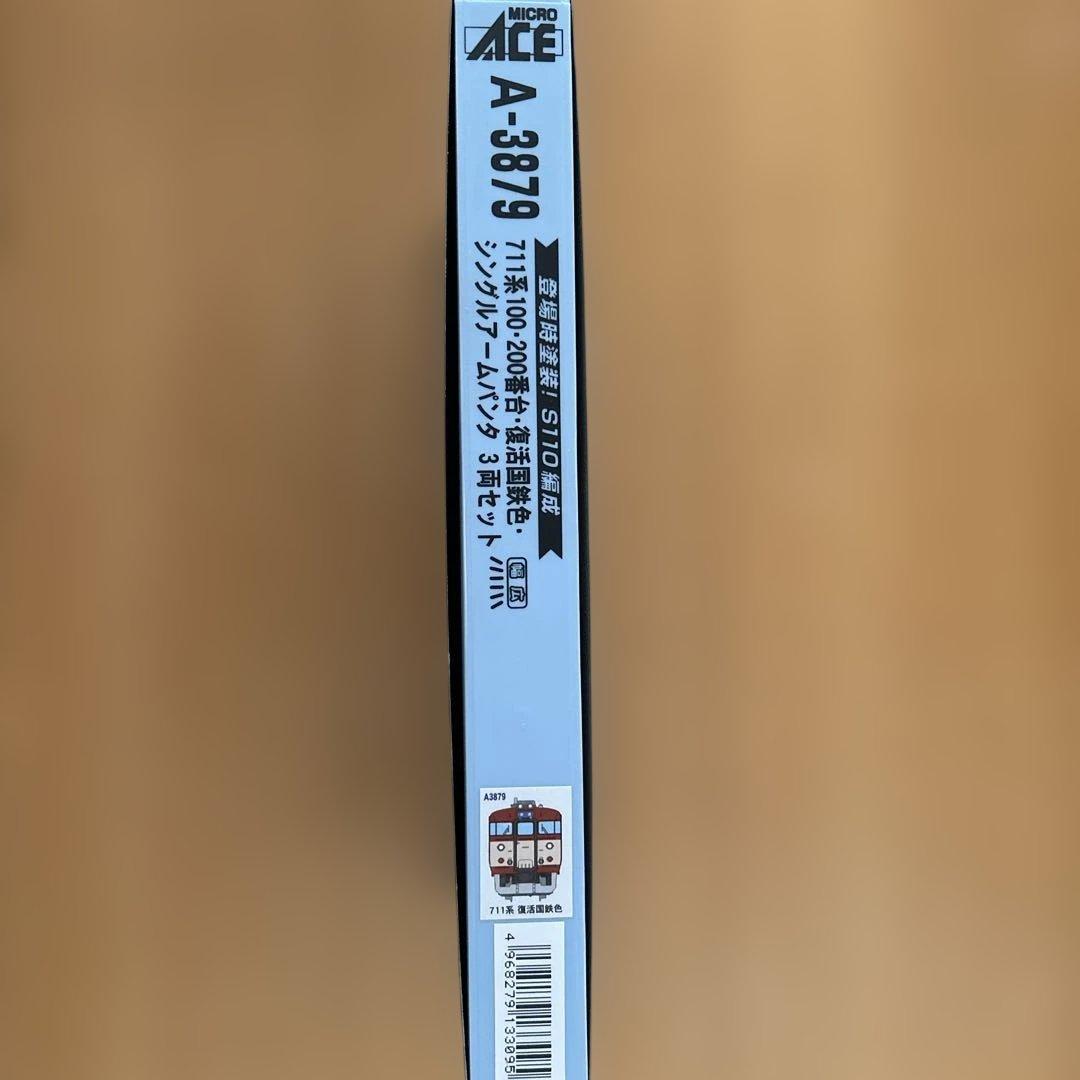 MICRO
ACE
A-3879
登場時塗装! S110編成
711系100・200番台・復活国鉄色・
シングルアームパンタ 3両セット
幅広
A3879
711系 復活国鉄色
4 968279 133095